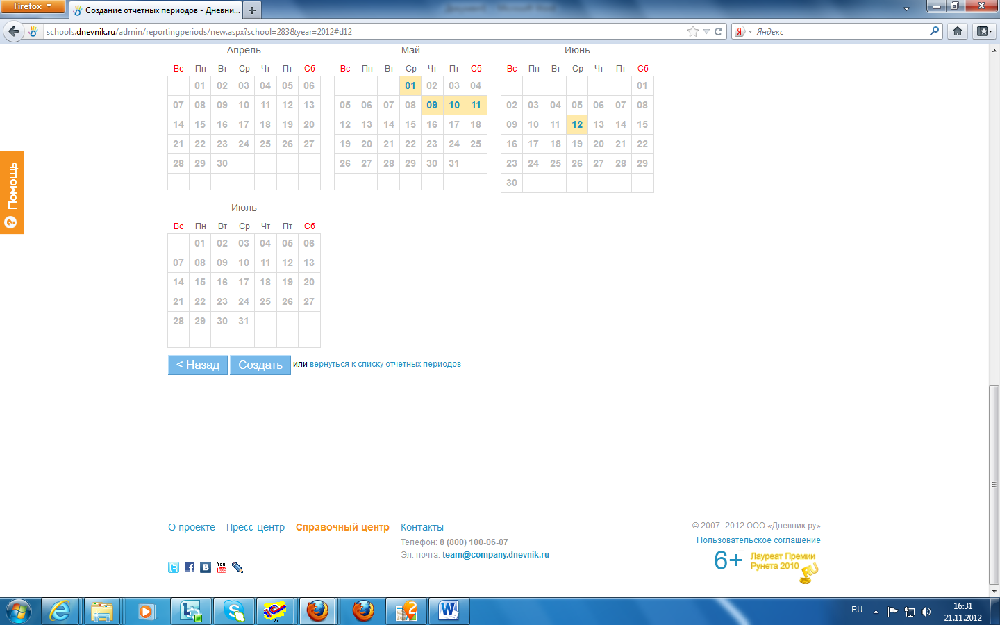 Firefox
Создание отчетных периодов - Дневни...
schools.dnevnik.ru/admin/reportingperiods/new.aspx?school=283&year=2012#d12
Яндекс
Апрель Май Июнь
Вс Пн Вт Ср Чт Пт Сб Вс Пн Вт Ср Чт Пт Сб Вс Пн Вт Ср Чт Пт Сб
01 02 03 04 05 06 01 02 03 04 01
07 08 09 10 11 12 13 05 06 07 08 09 10 11 02 03 04 05 06 07 08
14 15 16 17 18 19 20 12 13 14 15 16 17 18 09 10 11 12 13 14 15
21 22 23 24 25 26 27 19 20 21 22 23 24 25 16 17 18 19 20 21 22
28 29 30 26 27 28 29 30 31 23 24 25 26 27 28 29
30
Помощь
Июль
Вс Пн Вт Ср Чт Пт Сб
01 02 03 04 05 06
07 08 09 10 11 12 13
14 15 16 17 18 19 20
21 22 23 24 25 26 27
28 29 30 31
< Назад Создать или вернуться к списку отчетных периодов
О проекте Пресс-центр Справочный центр Контакты
Телефон: 8 (800) 100-06-07
Эл. почта: team@company.dnevnik.ru
© 2007–2012 ООО «Дневник.ру»
Пользовательское соглашение
6+ Лауреат Премии
Рунета 2010
RU
You
Tube
RU
16:31
21.11.2012